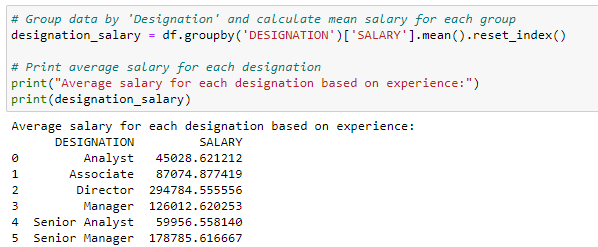 # Group data by 'Designation' and calculate mean salary for each group
designation_salary = df.groupby('DESIGNATION')['SALARY'].mean().reset_index()
# Print average salary for each designation
print("Average salary for each designation based on experience:")
print(designation_salary)
Average salary for each designation based on experience:
DESIGNATION SALARY
0 Analyst 45028.621212
1 Associate 87074.877419
2 Director 294784.555556
3 Manager 126012.620253
4 Senior Analyst 59956.558140
5 Senior Manager 178785.616667